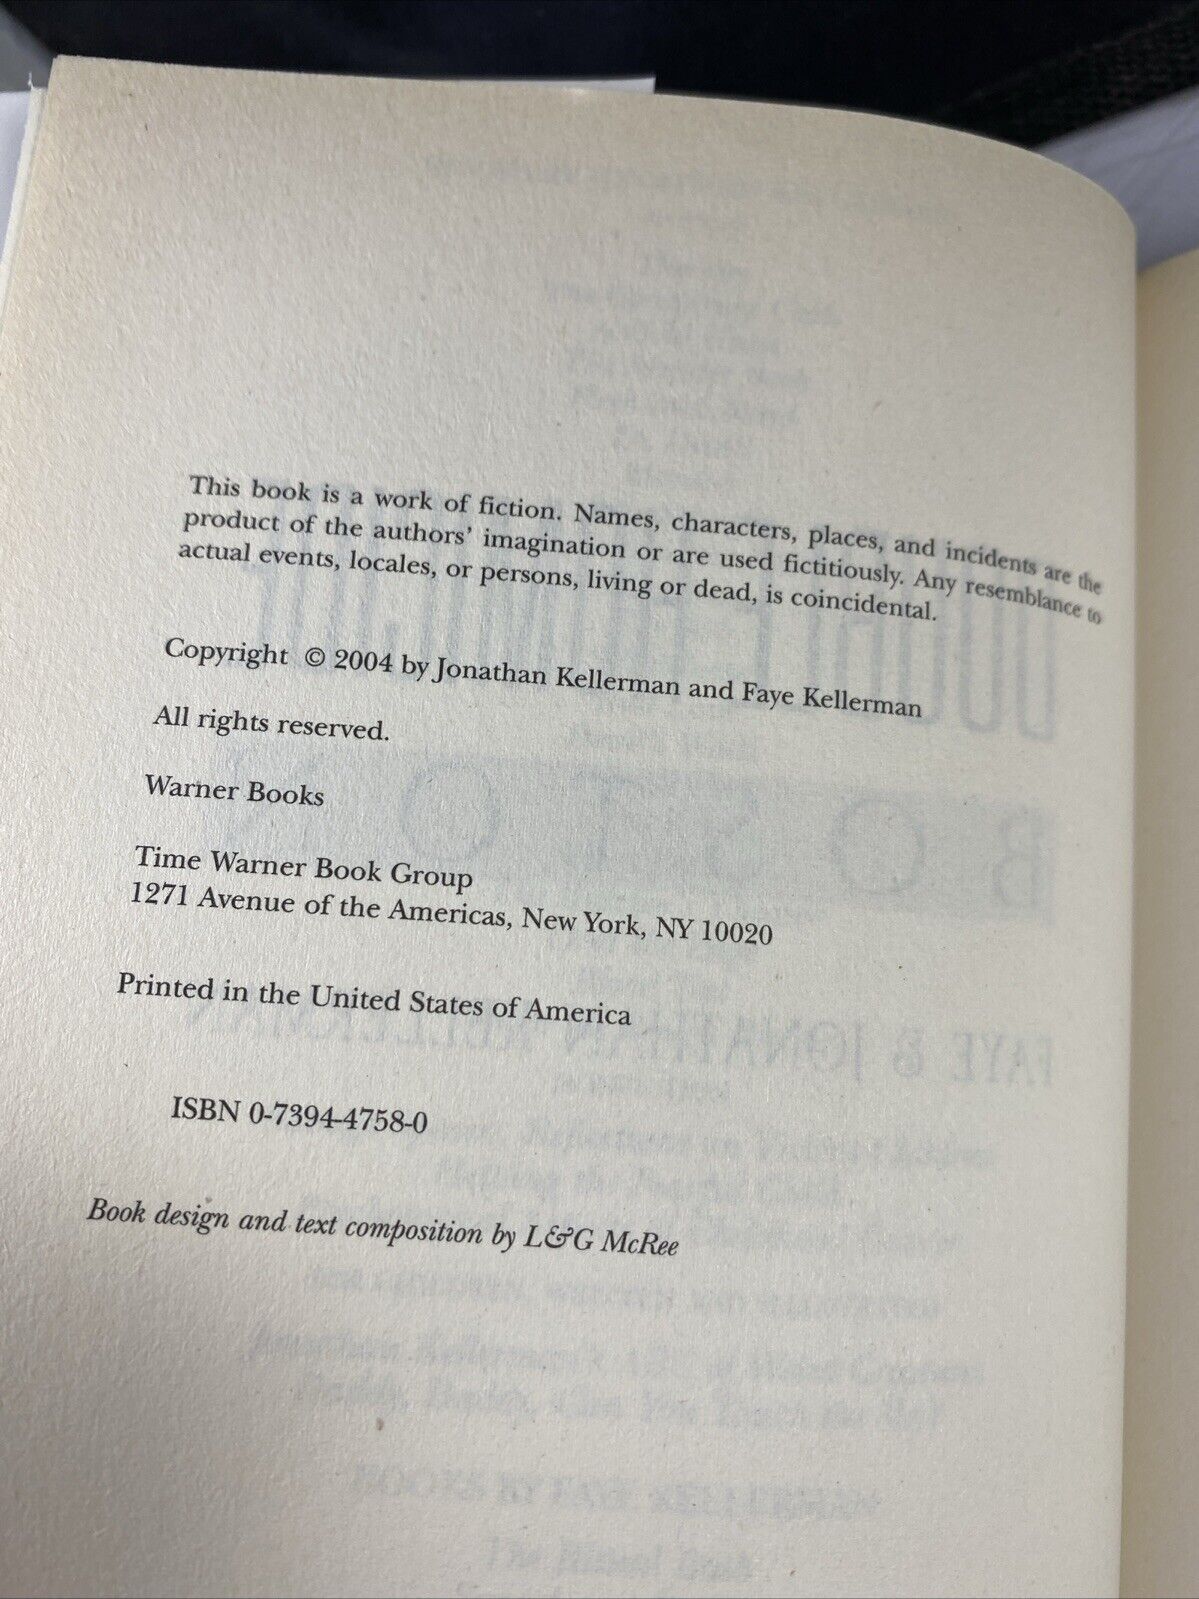 This book is a work of fiction. Names, characters, places, and incidents are the
product of the authors' imagination or are used fictitiously. Any resemblance to
actual events, locales, or persons, living or dead, is coincidental.
Copyright © 2004 by Jonathan Kellerman and Faye Kellerman
All rights reserved.
Warner Books
Time Warner Book Group
1271 Avenue of the Americas, New York, NY 10020
Printed in the United States of America
ISBN 0-7394-4758-0
Book design and text composition by L&G McRee